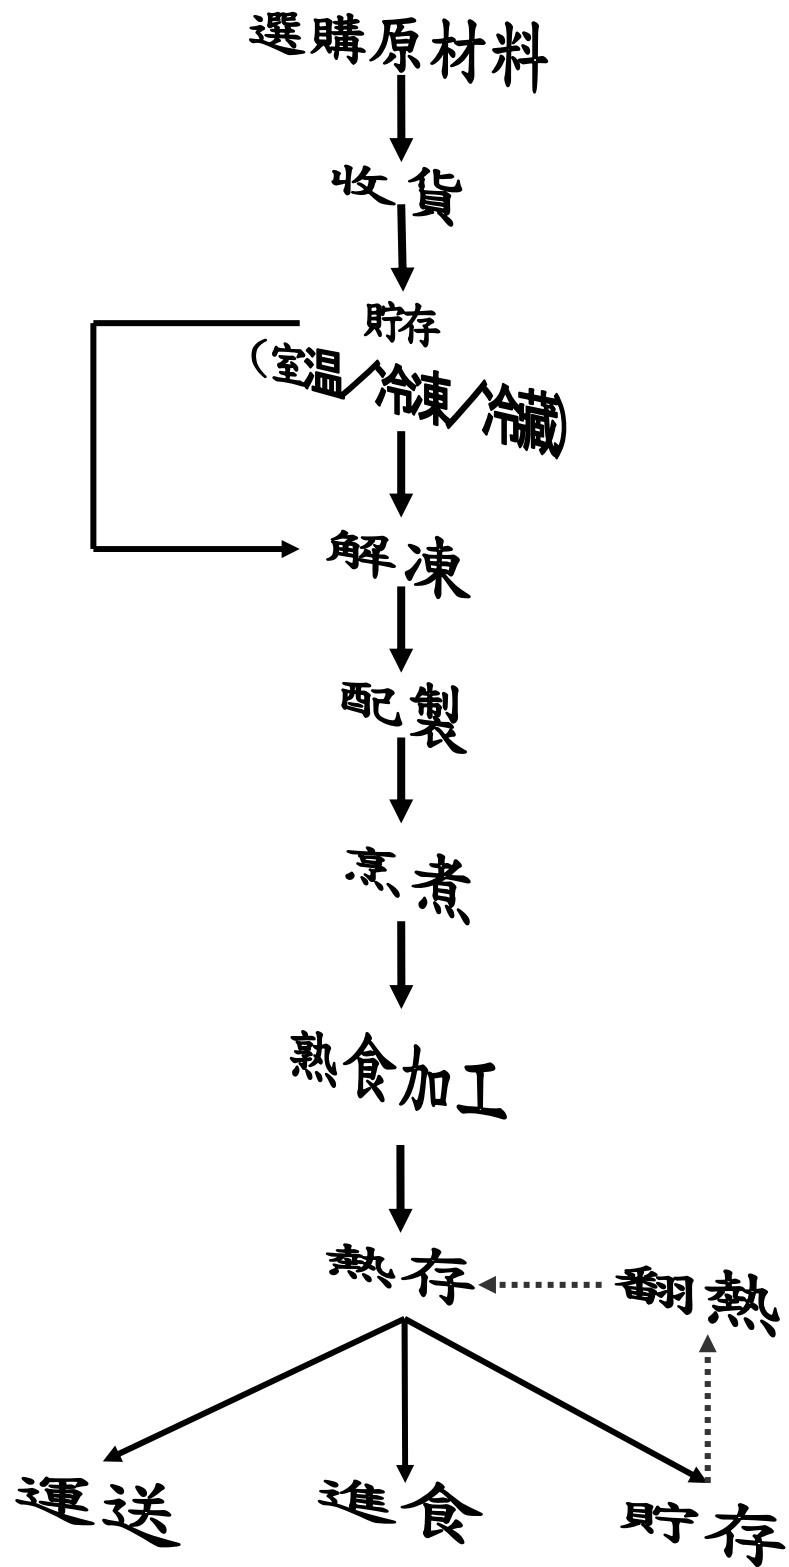 選購原材料
收貨
貯存
(室温/冷凍/冷藏)
解凍
配製
烹煮
熟食加工
熱存
翻熱
運送
進食
貯存